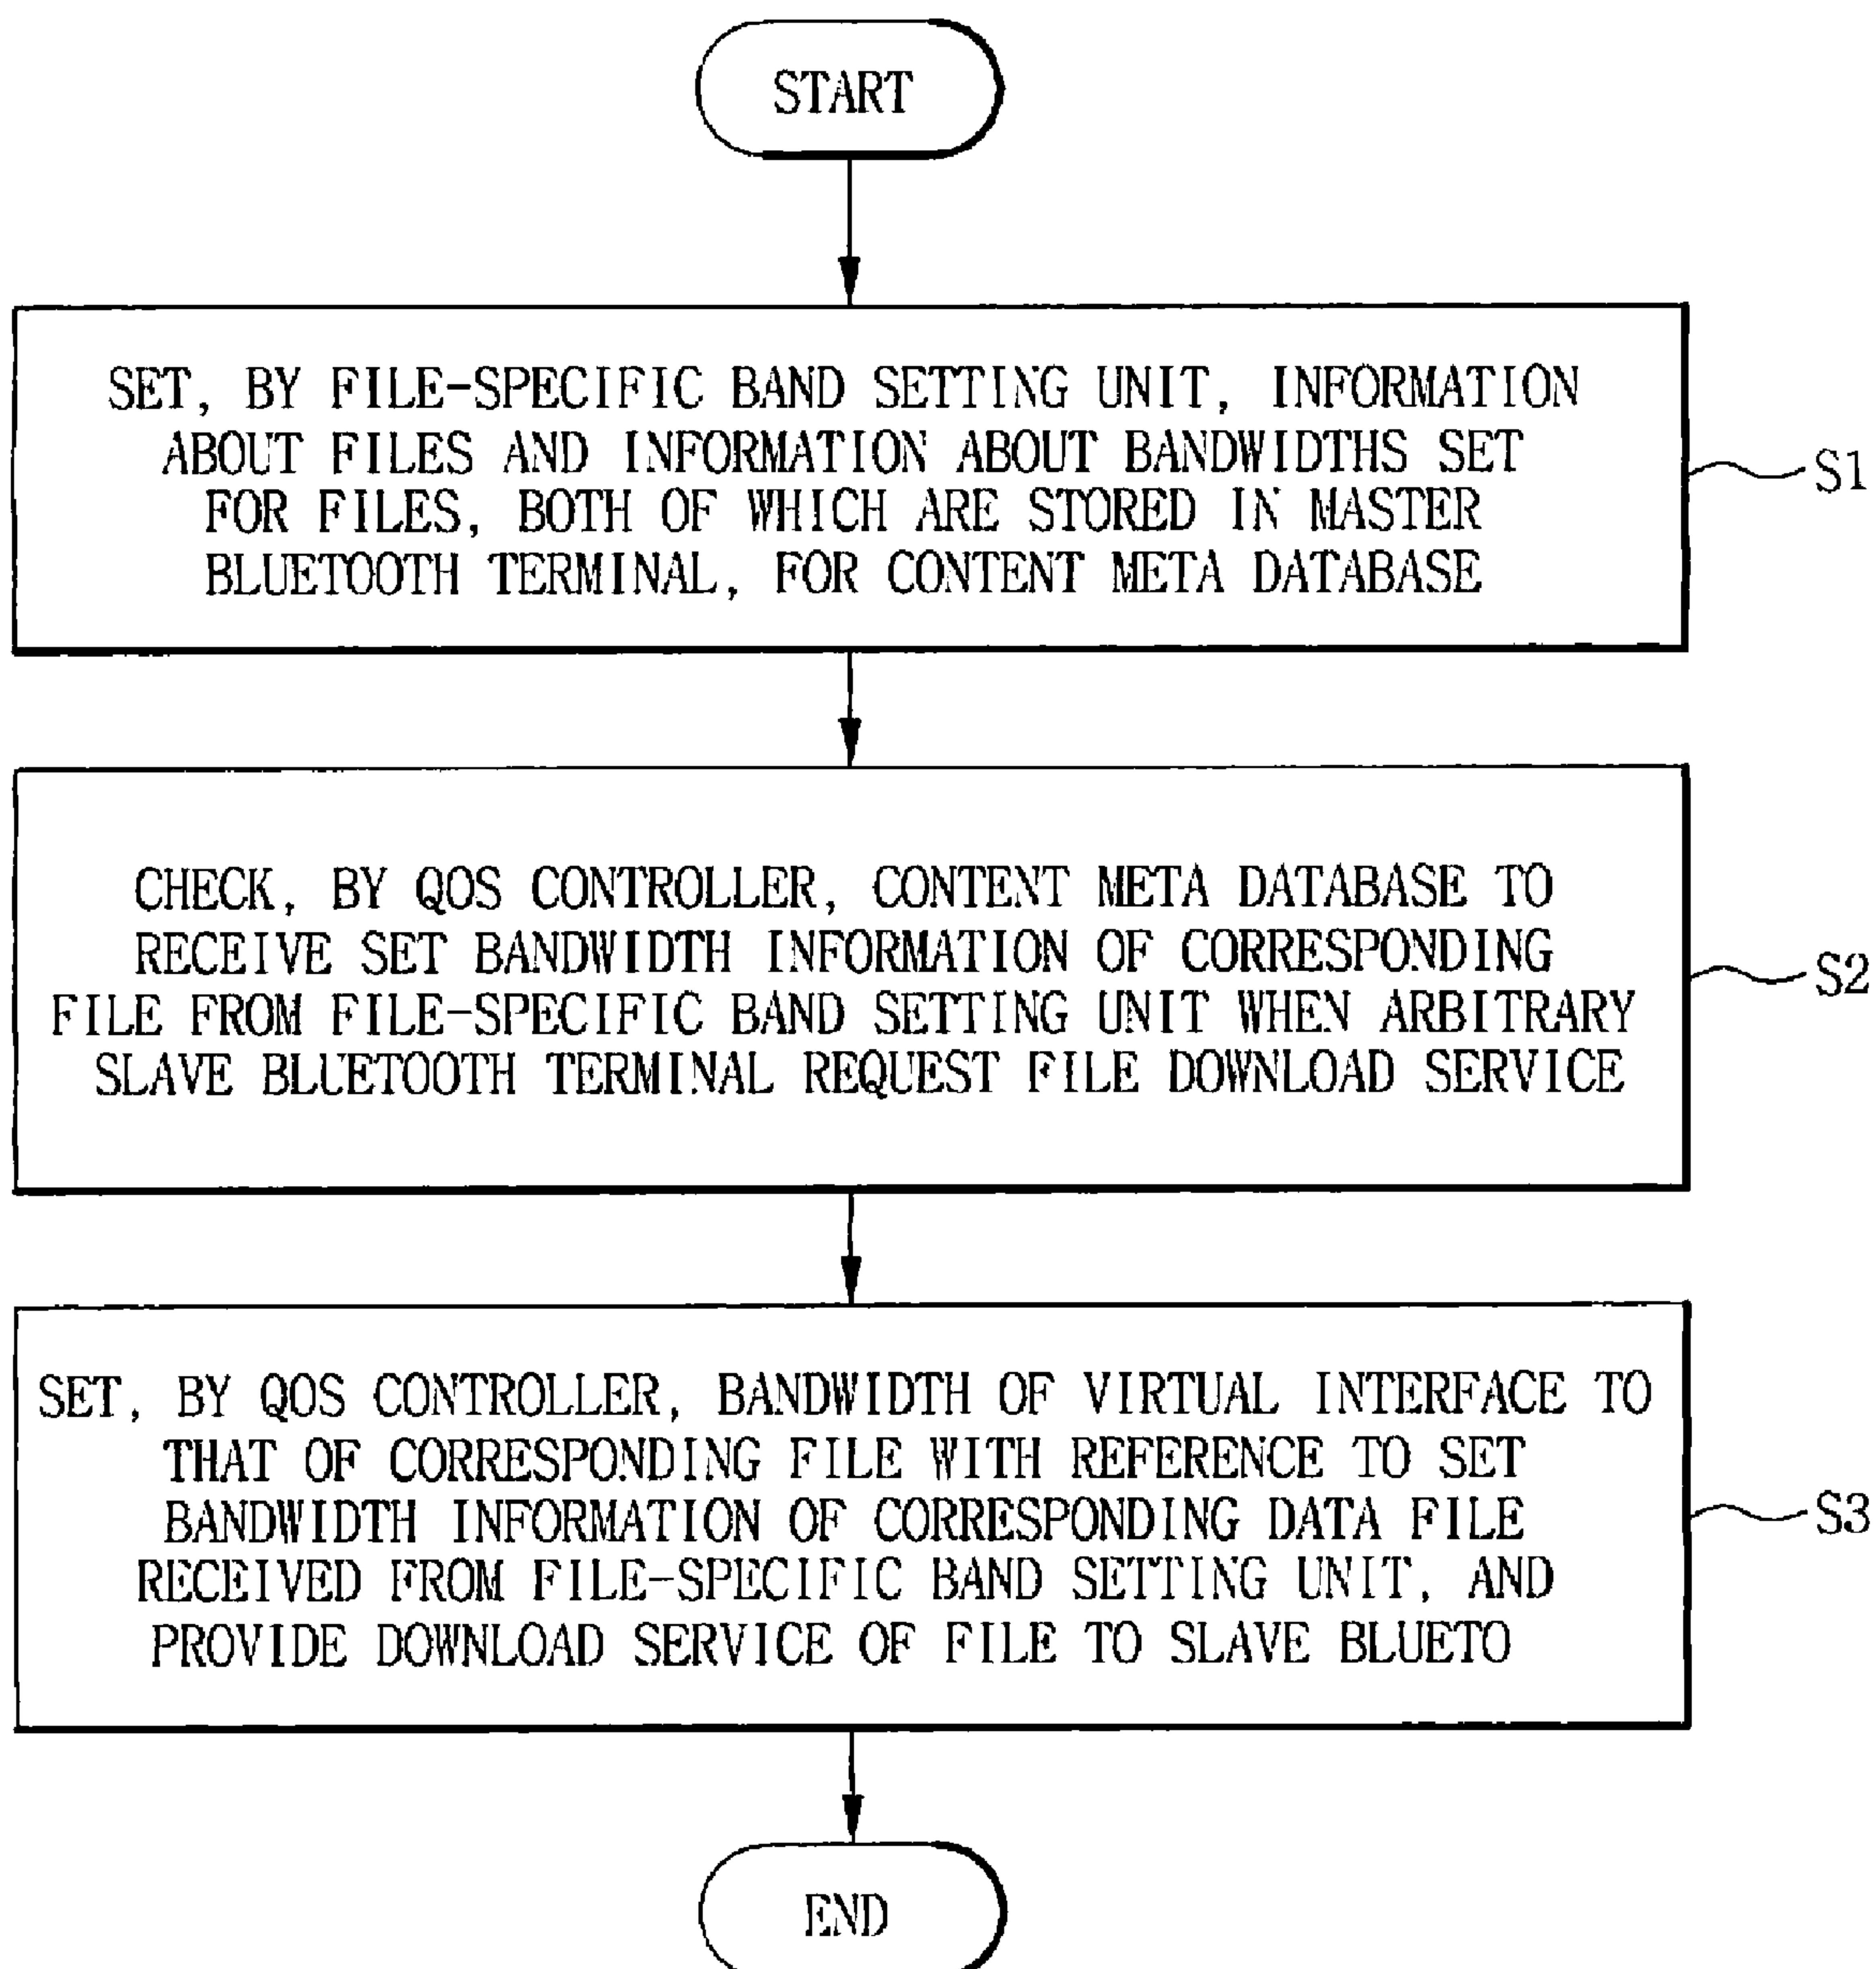 START
SET, BY FILE-SPECIFIC BAND SETTING UNIT, INFORMATION
ABOUT FILES AND INFORMATION ABOUT BANDWIDTHS SET
FOR FILES, BOTH OF WHICH ARE STORED IN MASTER
BLUETOOTH TERMINAL, FOR CONTENT META DATABASE
S1
CHECK, BY QOS CONTROLLER, CONTENT META DATABASE TO
RECEIVE SET BANDWIDTH INFORMATION OF CORRESPONDING
FILE FROM FILE-SPECIFIC BAND SETTING UNIT WHEN ARBITRARY
SLAVE BLUETOOTH TERMINAL REQUEST FILE DOWNLOAD SERVICE
S2
SET, BY QOS CONTROLLER, BANDWIDTH OF VIRTUAL INTERFACE TO
THAT OF CORRESPONDING FILE WITH REFERENCE TO SET
BANDWIDTH INFORMATION OF CORRESPONDING DATA FILE
RECEIVED FROM FILE-SPECIFIC BAND SETTING UNIT, AND
PROVIDE DOWNLOAD SERVICE OF FILE TO SLAVE BLUETO
S3
END